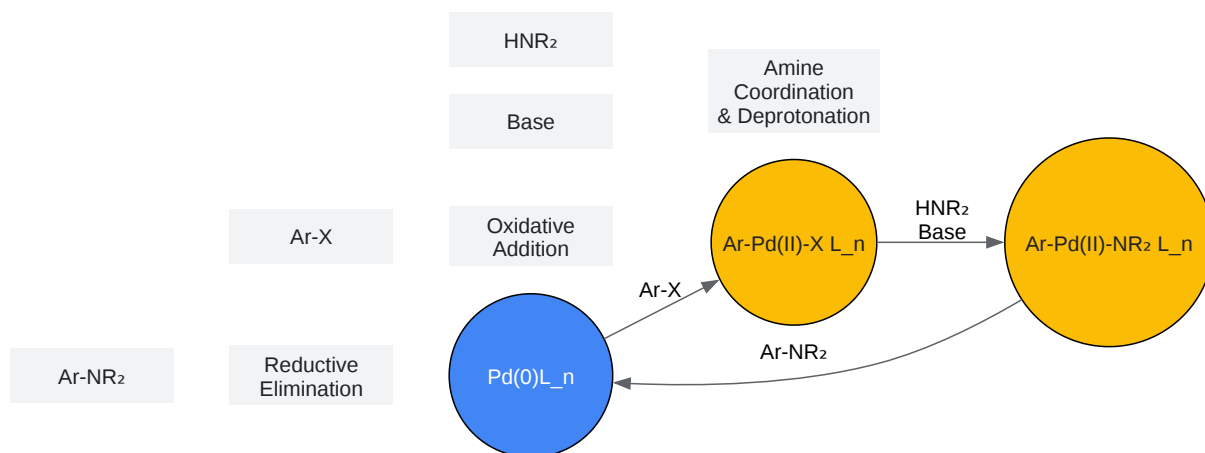 HNR₂
Amine
Coordination
& Deprotonation
Base
HNR₂
Base
Ar-X
Oxidative
Addition
Ar-Pd(II)-X L_n
Ar-Pd(II)-NR₂ L_n
Ar-X
Ar-NR₂
Ar-NR₂
Reductive
Elimination
Pd(0)L_n